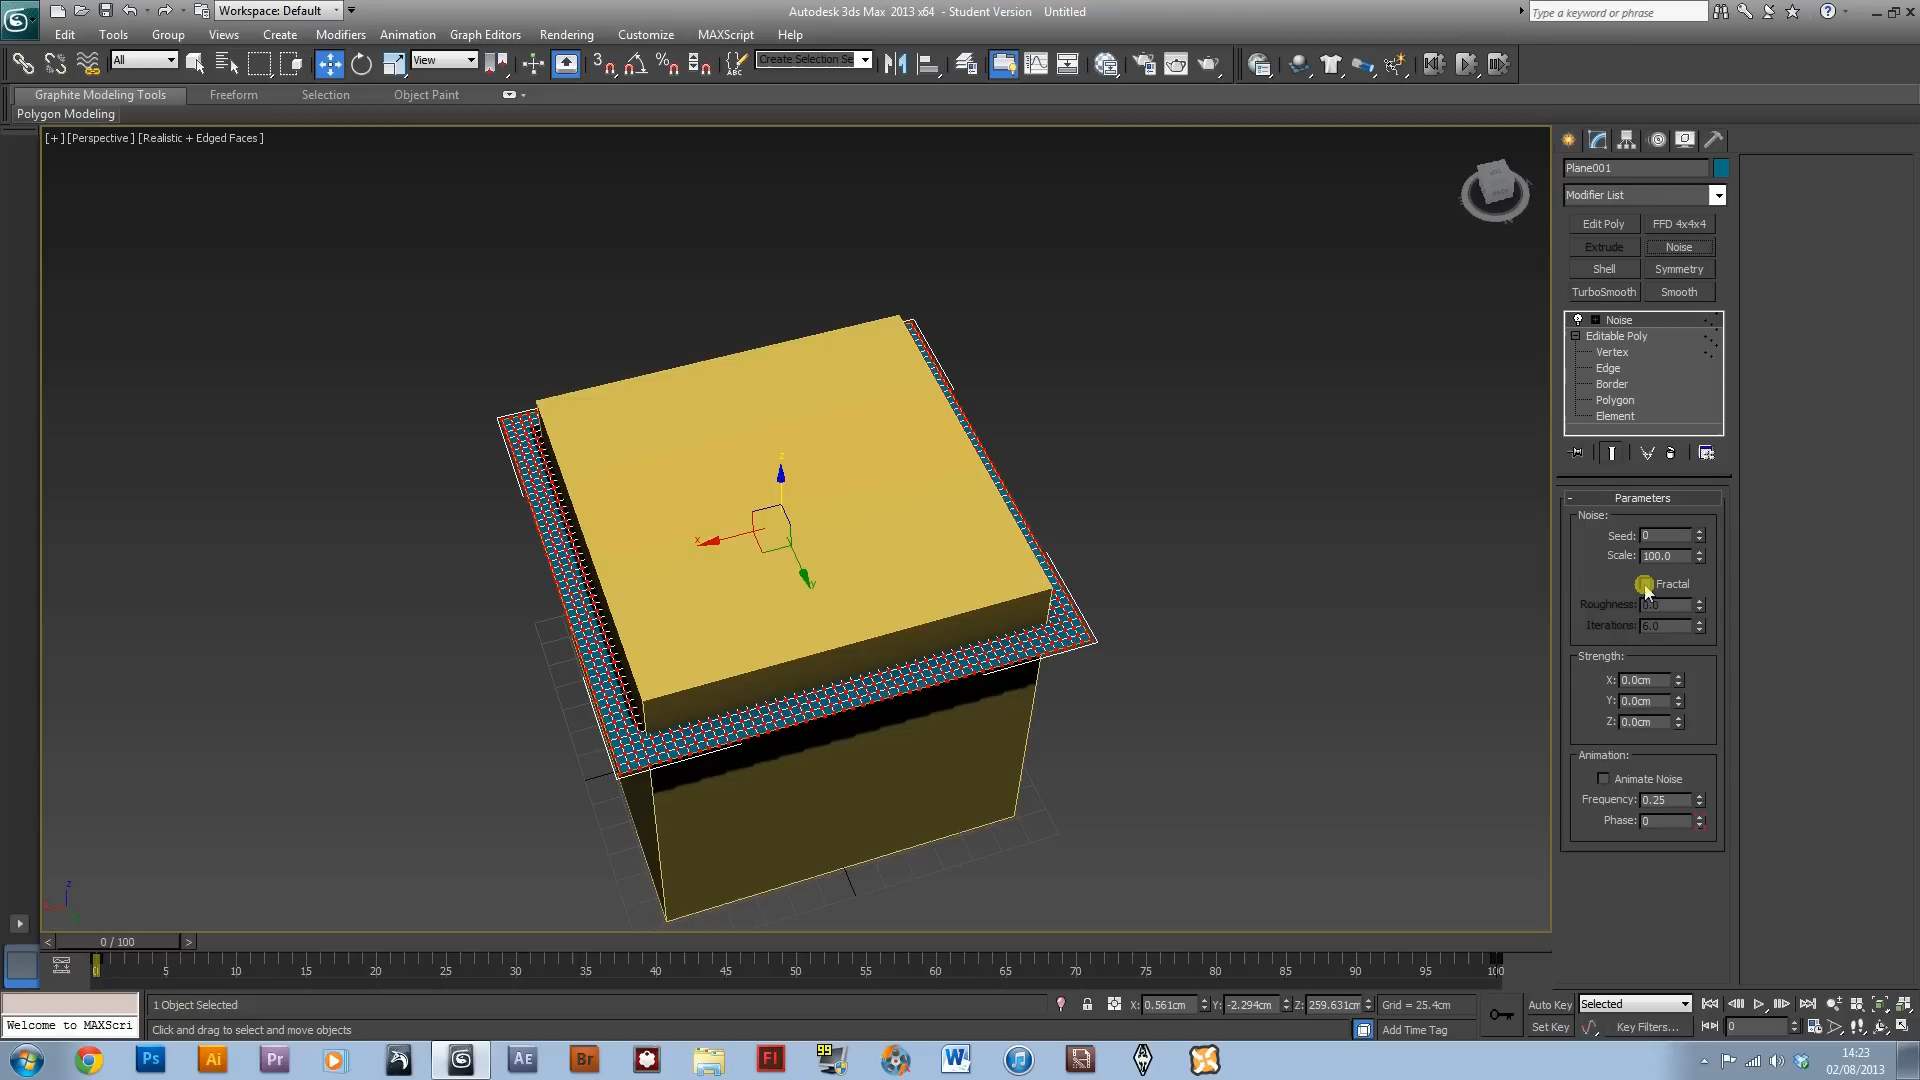 Workspace: Default
Autodesk 3ds Max 2013 x64 - Student Version Untitled
Type a keyword or phrase
Edit Tools Group Views Create Modifiers Animation Graph Editors Rendering Customize MAXScript Help
All
View
Create Selection Se
Graphite Modeling Tools Freeform Selection Object Paint
Polygon Modeling
[+] [Perspective] [Realistic + Edged Faces]
Plane001
Modifier List
Edit Poly FFD 4x4x4
Extrude Noise
Shell Symmetry
TurboSmooth Smooth
Noise
Editable Poly
Vertex
Edge
Border
Polygon
Element
Parameters
Noise:
Seed: 0
Scale: 100.0
Fractal
Roughness: 0.0
Iterations: 6.0
Strength:
X: 0.0cm
Y: 0.0cm
Z: 0.0cm
Animation:
Animate Noise
Frequency: 0.25
Phase: 0
z
x
y
z
< 0 / 100 >
0 5 10 15 20 25 30 35 40 45 50 55 60 65 70 75 80 85 90 95 100
1 Object Selected
X: 0.561cm Y: -2.294cm Z: 259.631cm Grid = 25.4cm
Auto Key Selected
Welcome to MAXScri
Click and drag to select and move objects
Add Time Tag
Set Key Key Filters... 0
Ps Ai Pr AE Br Fl 99 W
14:23
02/08/2013